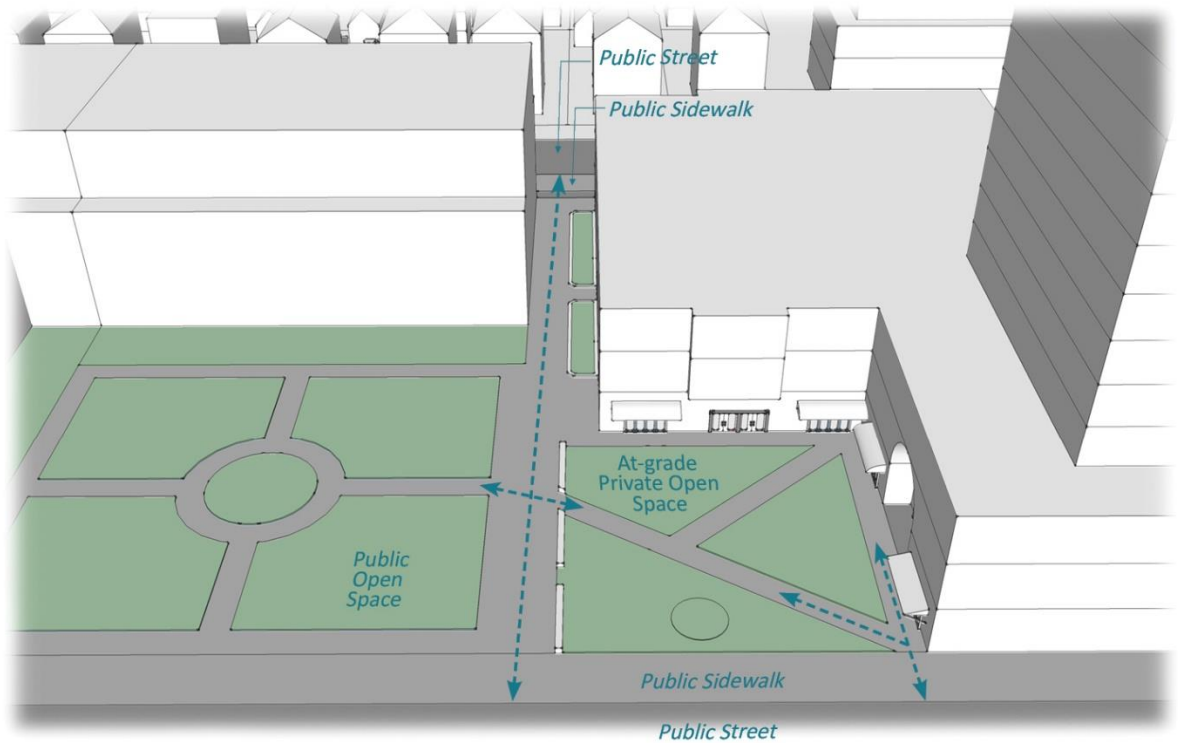 Public Street
Public Sidewalk
At-grade
Private Open
Space
Public
Open
Space
Public Sidewalk
Public Street